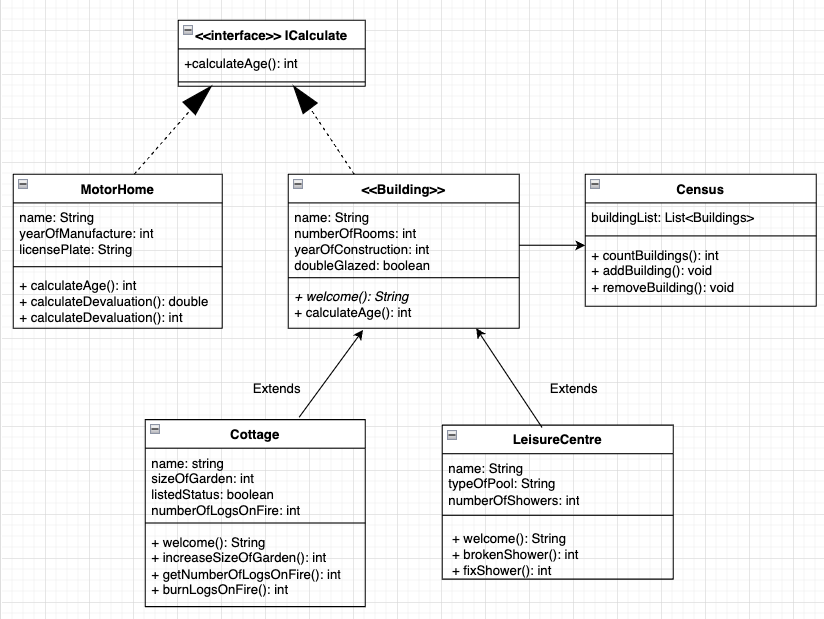 <<interface>> ICalculate
+calculateAge(): int
MotorHome
name: String
yearOfManufacture: int
licensePlate: String
+ calculateAge(): int
+ calculateDevaluation(): double
+ calculateDevaluation(): int
<<Building>>
name: String
numberOfRooms: int
yearOfConstruction: int
doubleGlazed: boolean
+ welcome(): String
+ calculateAge(): int
Census
buildingList: List<Buildings>
+ countBuildings(): int
+ addBuilding(): void
+ removeBuilding(): void
Extends
Extends
Cottage
name: string
sizeOfGarden: int
listedStatus: boolean
numberOfLogsOnFire: int
+ welcome(): String
+ increaseSizeOfGarden(): int
+ getNumberOfLogsOnFire(): int
+ burnLogsOnFire(): int
LeisureCentre
name: String
typeOfPool: String
numberOfShowers: int
+ welcome(): String
+ brokenShower(): int
+ fixShower(): int